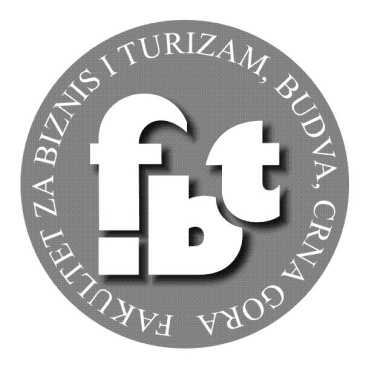 FAKULTET ZA BIZNIS I TURIZAM, BUDVA, CRNA GORA
fbt